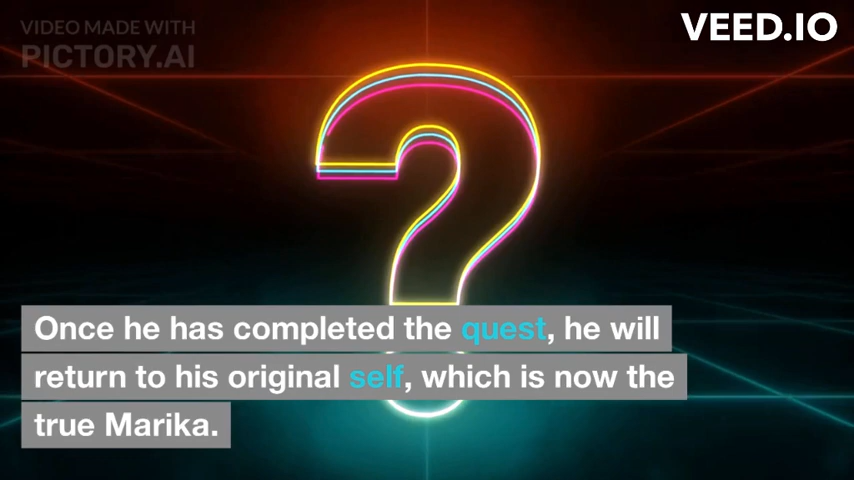 VIDEO MADE WITH
PICTORY.AI
VEED.IO
Once he has completed the quest, he will
return to his original self, which is now the
true Marika.